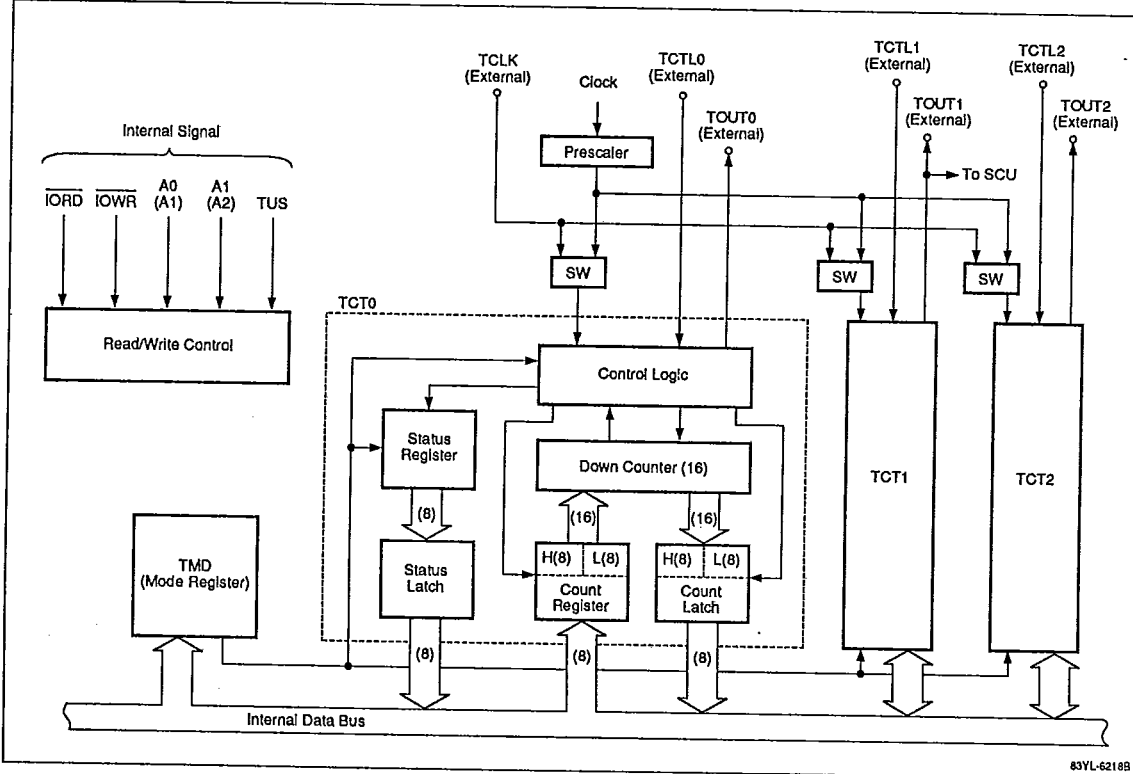 TCLK
(External)
Clock
TCTL0
(External)
TOUT0
(External)
TCTL1
(External)
TOUT1
(External)
TCTL2
(External)
TOUT2
(External)
Prescaler
To SCU
Internal Signal
IORD
IOWR
A0
(A1)
A1
(A2)
TUS
Read/Write Control
SW
SW
SW
TCT0
Control Logic
Status
Register
Down Counter (16)
TCT1
TCT2
(8)
(16)
(16)
TMD
(Mode Register)
Status
Latch
H(8)
L(8)
Count
Register
H(8)
L(8)
Count
Latch
(8)
(8)
(8)
Internal Data Bus
83YL-6218B